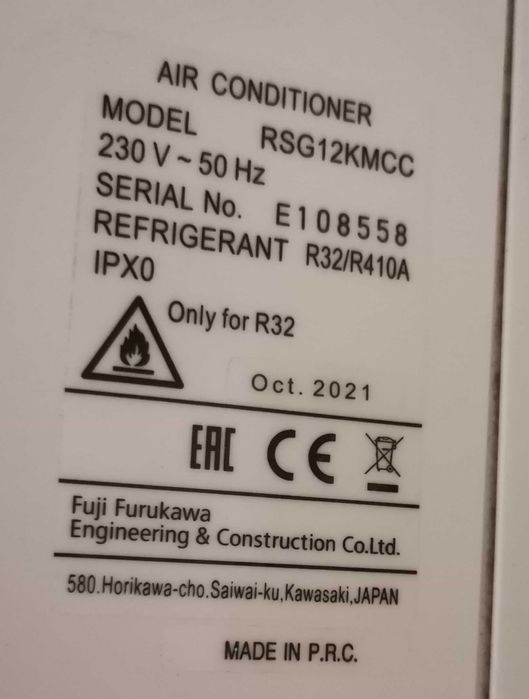 AIR CONDITIONER
MODEL RSG12KMCC
230 V ~ 50 Hz
SERIAL No. E108558
REFRIGERANT R32/R410A
IPX0
Only for R32
Oct. 2021
EAC CE
Fuji Furukawa
Engineering & Construction Co.Ltd.
580.Horikawa-cho.Saiwai-ku,Kawasaki,JAPAN
MADE IN P.R.C.